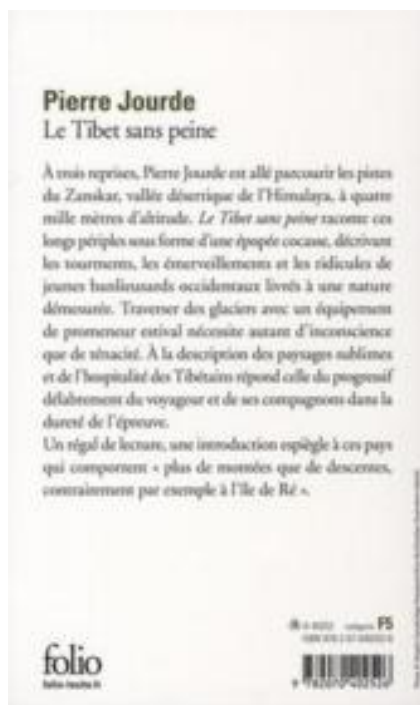 Pierre Jourde
Le Tibet sans peine
À trois reprises, Pierre Jourde est allé parcourir les pistes
du Zanskar, vallée désertique de l'Himalaya, à quatre
mille mètres d'altitude. Le Tibet sans peine raconte ces
longs périples sous forme d'une épopée cocasse, décrivant
les tourments, les émerveillements et les ridicules de
jeunes banlieusards occidentaux livrés à une nature
démesurée. Traverser des glaciers avec un équipement
de promeneur estival nécessite autant d'inconscience
que de ténacité. À la description des paysages sublimes
et de l'hospitalité des Tibétains répond celle du progressif
délabrement du voyageur et de ses compagnons dans la
dureté de l'épreuve.
Un régal de lecture, une introduction espiègle à ces pays
qui comportent « plus de montées que de descentes,
contrairement par exemple à l'île de Ré ».
catégorie F5
folio